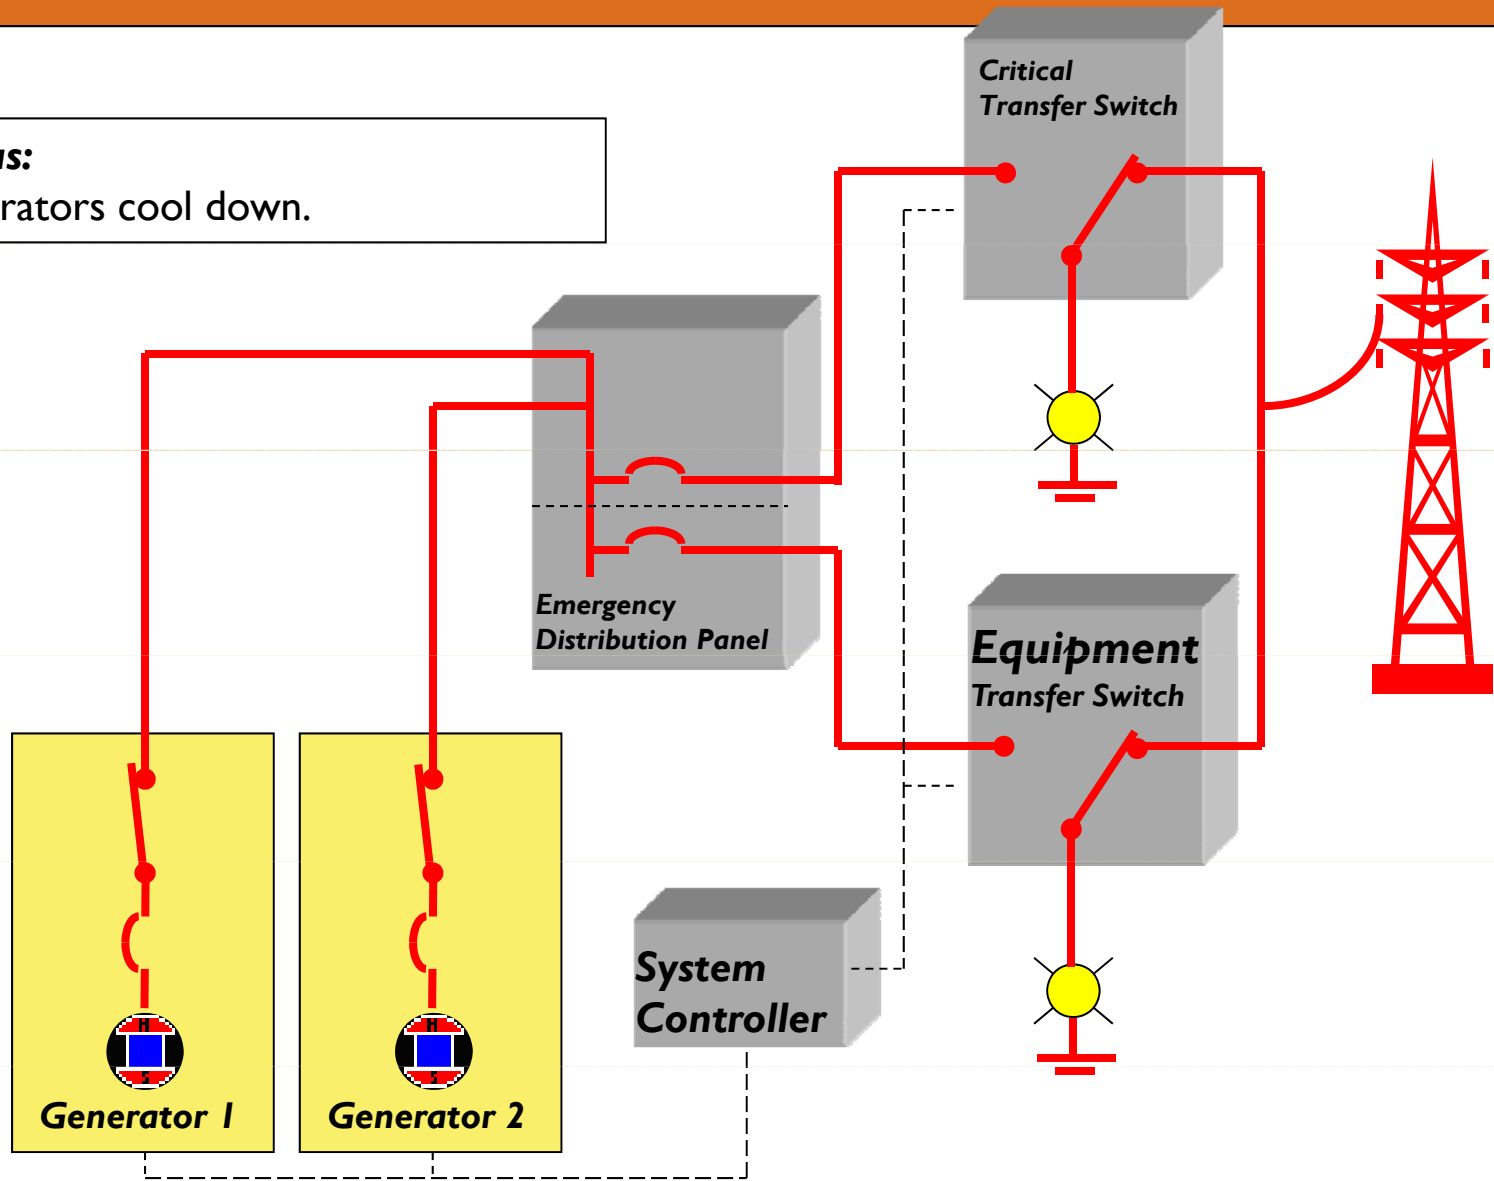 Critical
Transfer Switch
us:
rators cool down.
Emergency
Distribution Panel
Equipment
Transfer Switch
System
Controller
N
S
Generator 1
N
S
Generator 2